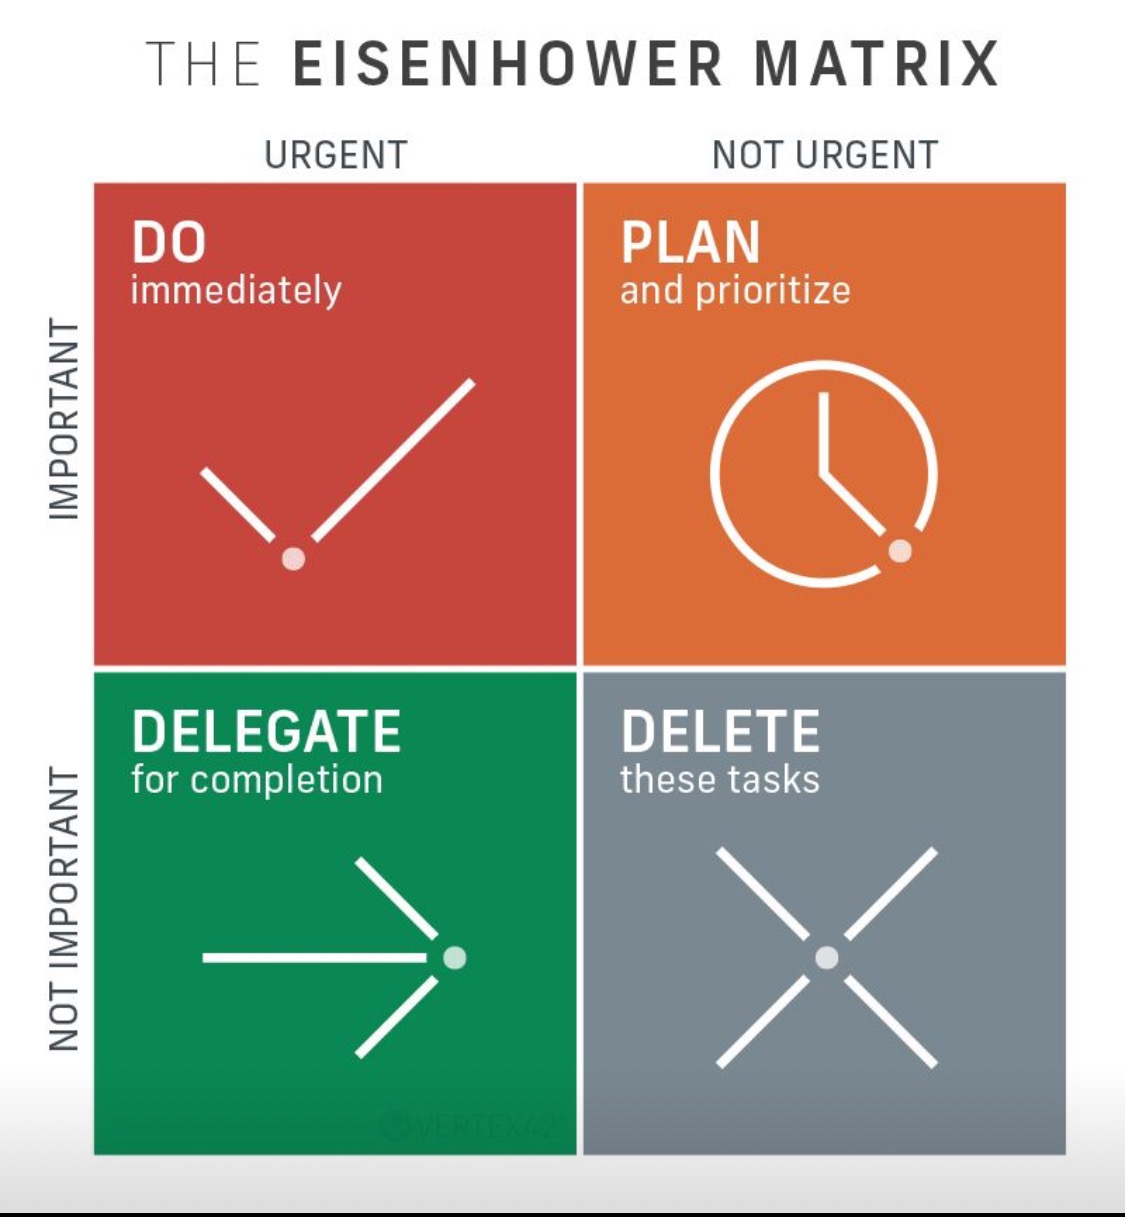 THE EISENHOWER MATRIX
URGENT
NOT URGENT
IMPORTANT
DO
immediately
PLAN
and prioritize
NOT IMPORTANT
DELEGATE
for completion
DELETE
these tasks
VERTEX42